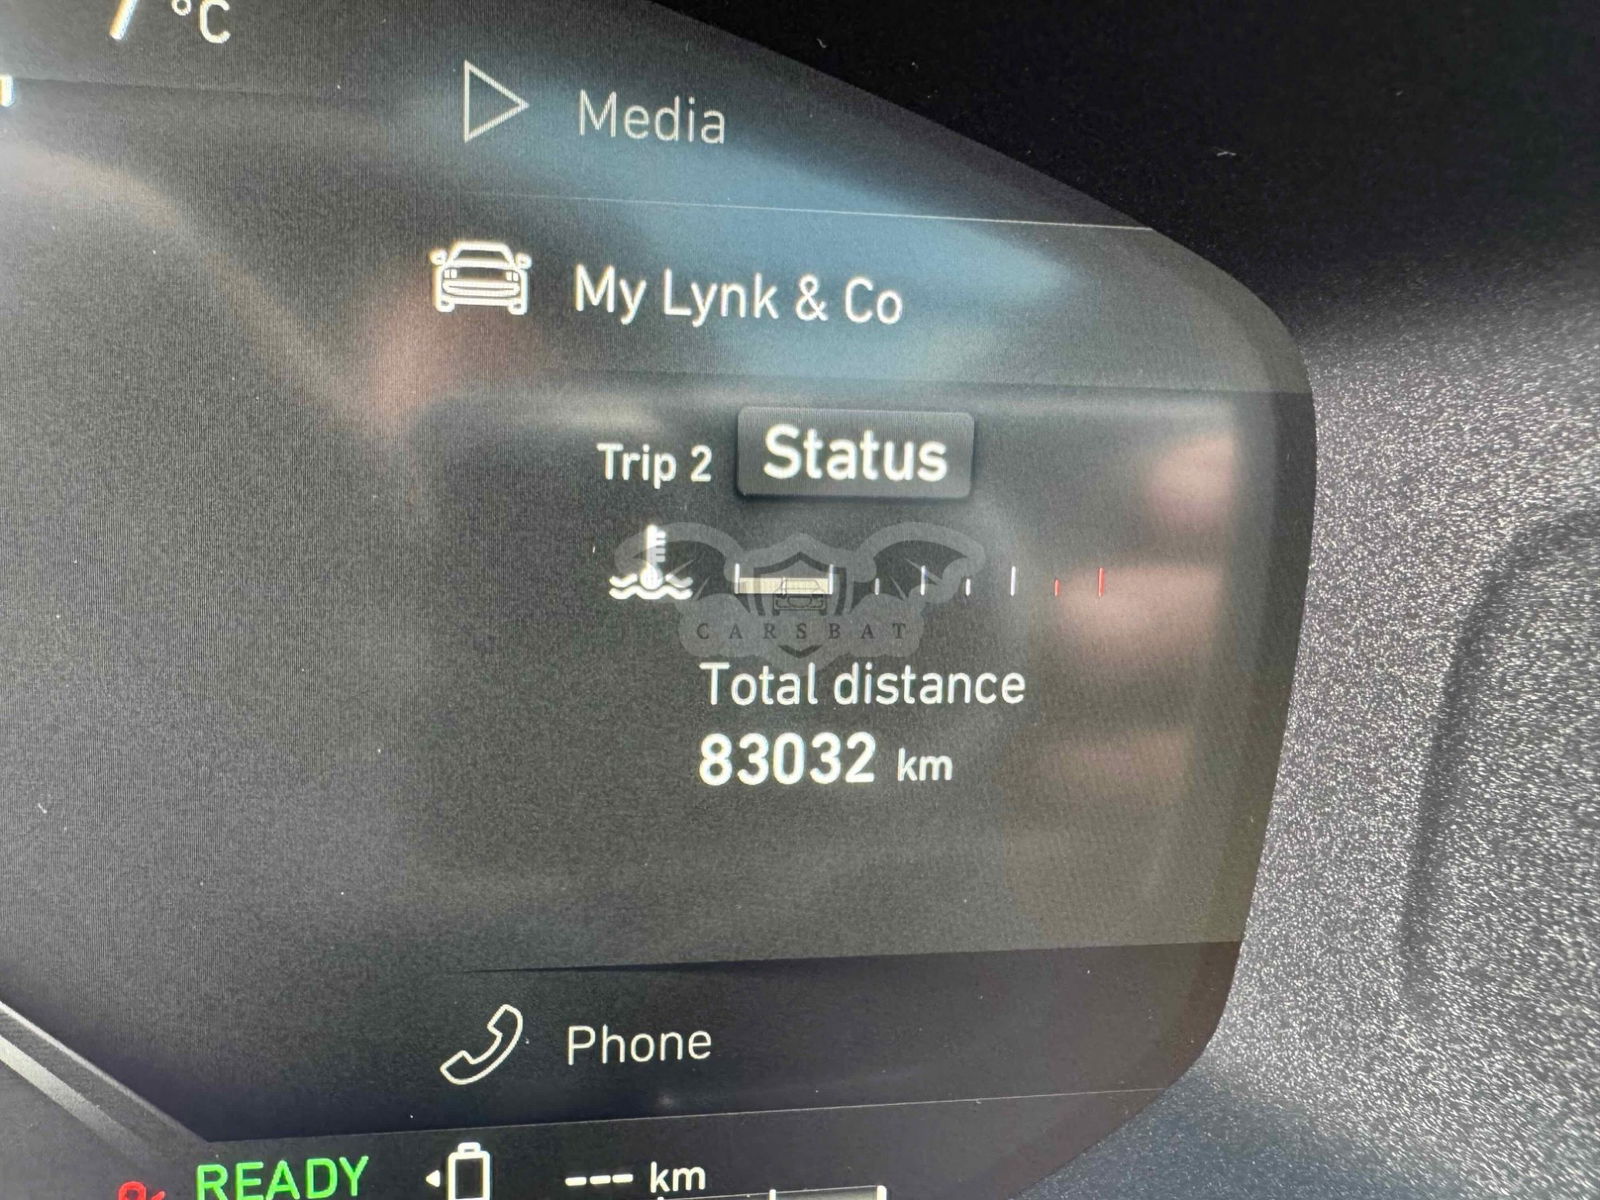 °C
Media
My Lynk & Co
Trip 2 Status
CARSBAT
Total distance
83032 km
Phone
READY --- km